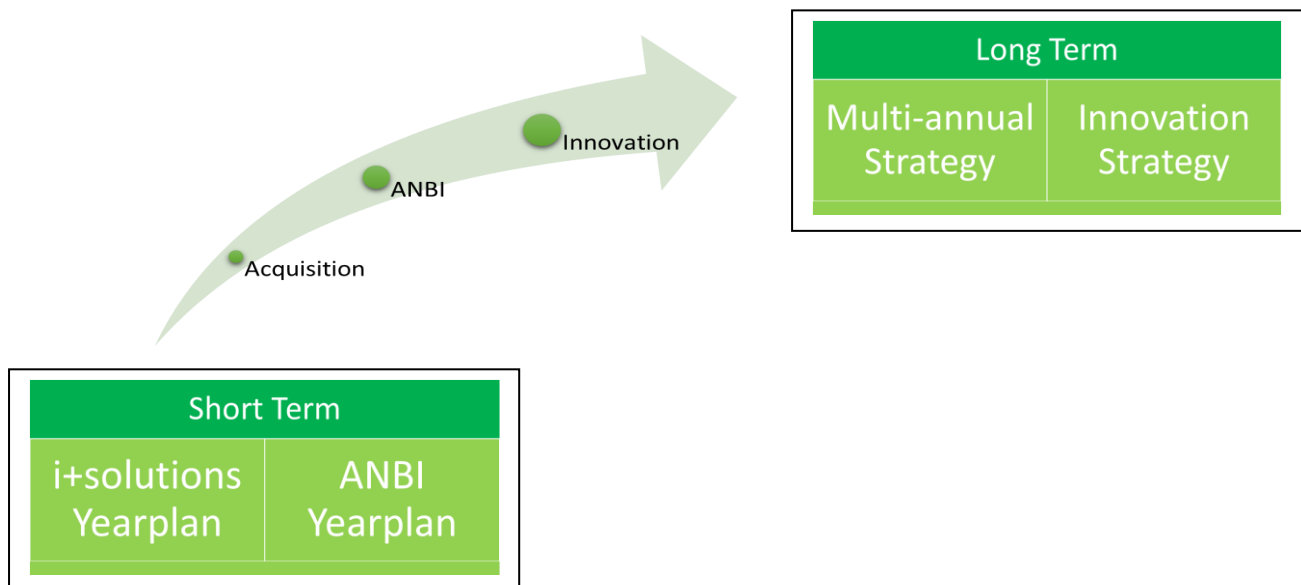 Long Term
Multi-annual
Strategy
Innovation
Strategy
Innovation
ANBI
Acquisition
Short Term
i+solutions
Yearplan
ANBI
Yearplan